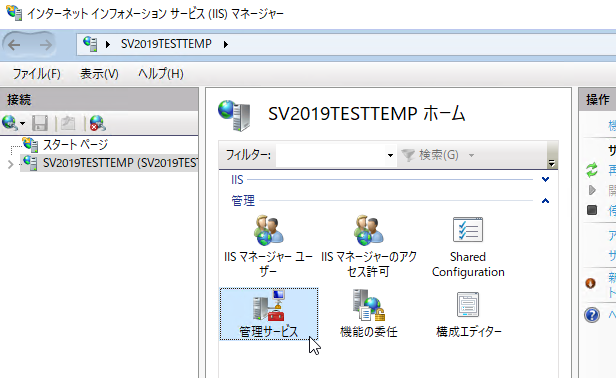 インターネット インフォメーション サービス (IIS) マネージャー
SV2019TESTTEMP
ファイル(F) 表示(V) ヘルプ(H)
接続
スタート ページ
SV2019TESTTEMP (SV2019TEST
SV2019TESTTEMP ホーム
フィルター: 検索(G)
IIS
管理
IIS マネージャー ユー
ザー
IIS マネージャーのアク
セス許可
Shared
Configuration
管理サービス
機能の委任
構成エディター
操作
サ
再
開
停
ア
サ
新
ト
ヘ